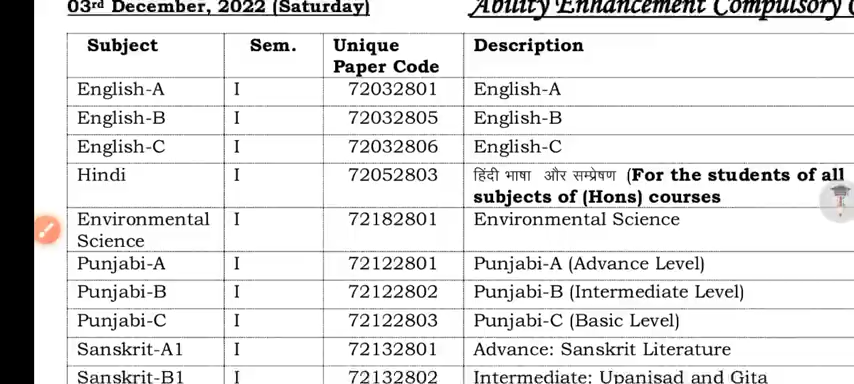 03rd December, 2022 (Saturday) Ability Enhancement Compulsory
Subject Sem. Unique Paper Code Description
English-A I 72032801 English-A
English-B I 72032805 English-B
English-C I 72032806 English-C
Hindi I 72052803 हिंदी भाषा और सम्प्रेषण (For the students of all
subjects of (Hons) courses
Environmental Science I 72182801 Environmental Science
Punjabi-A I 72122801 Punjabi-A (Advance Level)
Punjabi-B I 72122802 Punjabi-B (Intermediate Level)
Punjabi-C I 72122803 Punjabi-C (Basic Level)
Sanskrit-A1 I 72132801 Advance: Sanskrit Literature
Sanskrit-B1 I 72132802 Intermediate: Upanisad and Gita